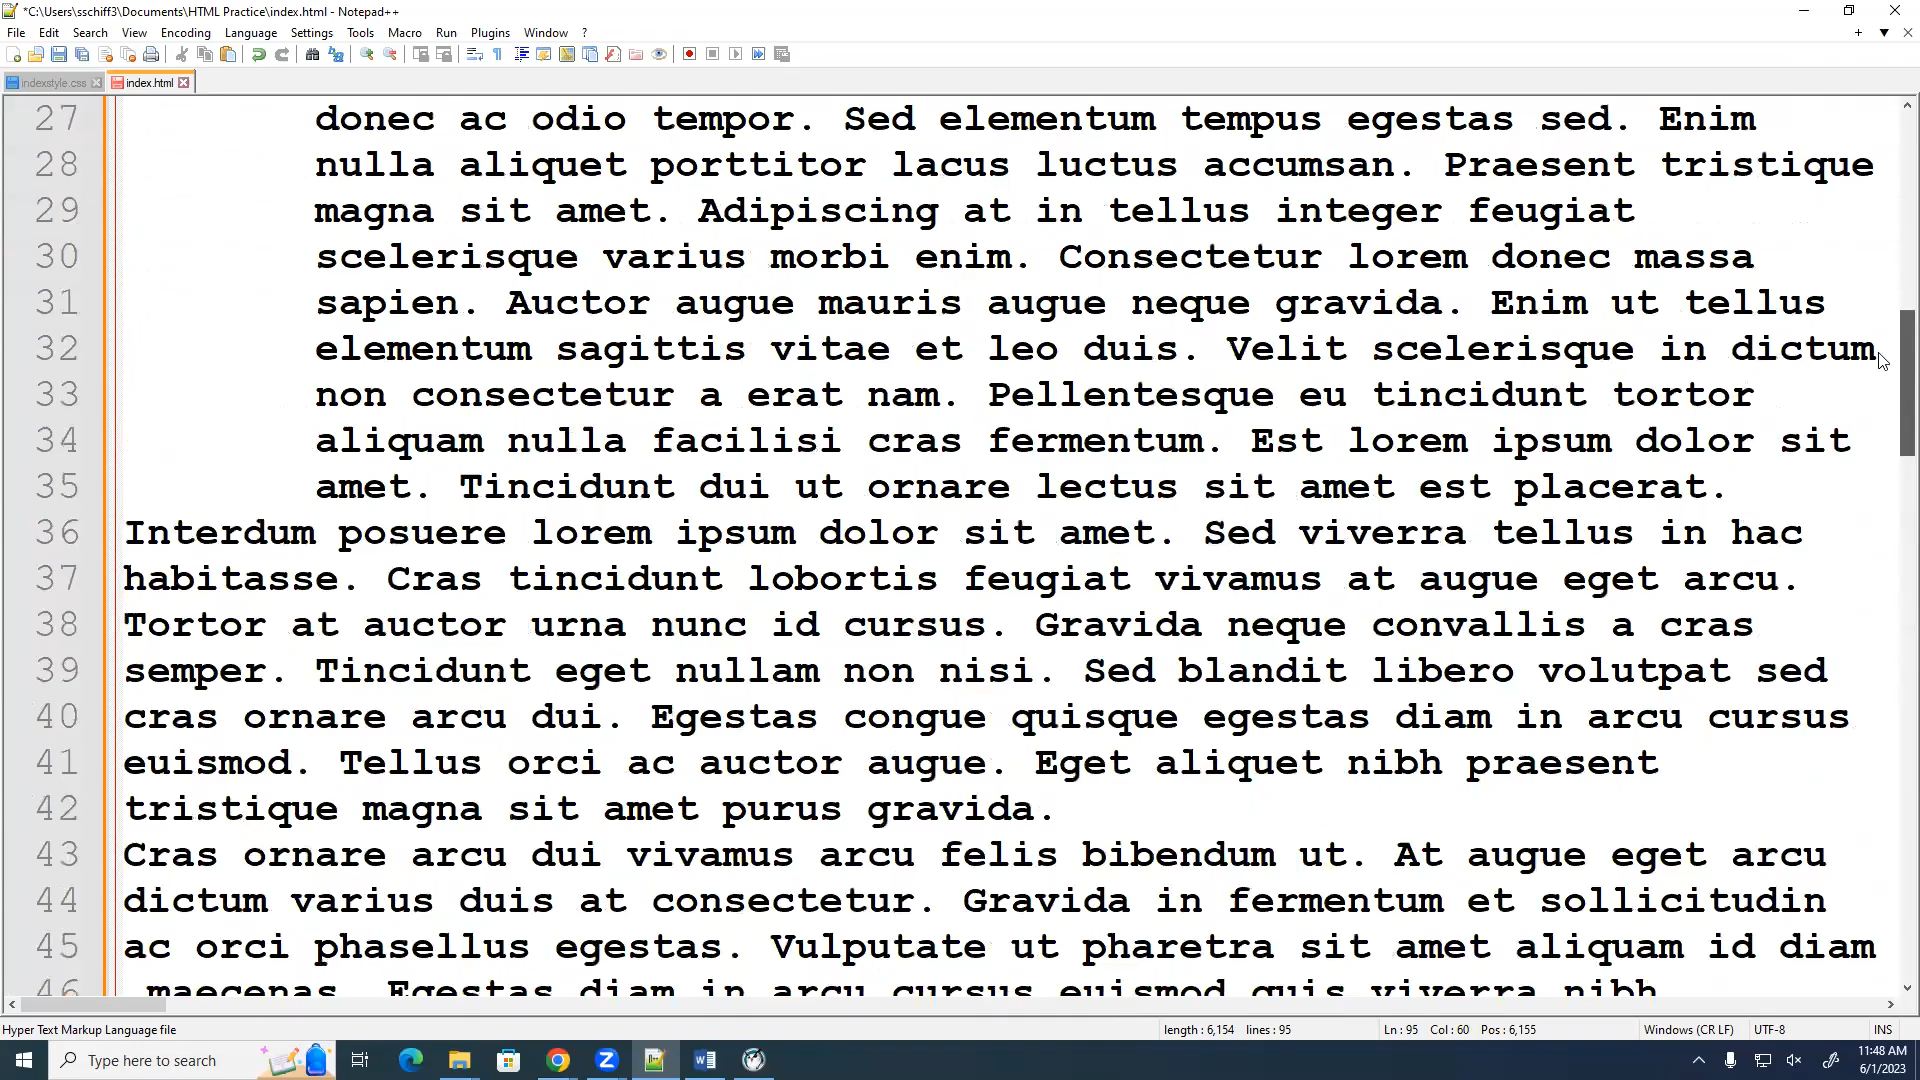 *C:\Users\sschiff3\Documents\HTML Practice\index.html - Notepad++
File Edit Search View Encoding Language Settings Tools Macro Run Plugins Window ?
indexstyle.css index.html
27 donec ac odio tempor. Sed elementum tempus egestas sed. Enim
28 nulla aliquet porttitor lacus luctus accumsan. Praesent tristique
29 magna sit amet. Adipiscing at in tellus integer feugiat
30 scelerisque varius morbi enim. Consectetur lorem donec massa
31 sapien. Auctor augue mauris augue neque gravida. Enim ut tellus
32 elementum sagittis vitae et leo duis. Velit scelerisque in dictum
33 non consectetur a erat nam. Pellentesque eu tincidunt tortor
34 aliquam nulla facilisi cras fermentum. Est lorem ipsum dolor sit
35 amet. Tincidunt dui ut ornare lectus sit amet est placerat.
36 Interdum posuere lorem ipsum dolor sit amet. Sed viverra tellus in hac
37 habitasse. Cras tincidunt lobortis feugiat vivamus at augue eget arcu.
38 Tortor at auctor urna nunc id cursus. Gravida neque convallis a cras
39 semper. Tincidunt eget nullam non nisi. Sed blandit libero volutpat sed
40 cras ornare arcu dui. Egestas congue quisque egestas diam in arcu cursus
41 euismod. Tellus orci ac auctor augue. Eget aliquet nibh praesent
42 tristique magna sit amet purus gravida.
43 Cras ornare arcu dui vivamus arcu felis bibendum ut. At augue eget arcu
44 dictum varius duis at consectetur. Gravida in fermentum et sollicitudin
45 ac orci phasellus egestas. Vulputate ut pharetra sit amet aliquam id diam
46 maecenas. Egestas diam in arcu cursus euismod quis viverra nibh
Hyper Text Markup Language file length : 6,154 lines : 95 Ln : 95 Col : 60 Pos : 6,155 Windows (CR LF) UTF-8 INS
Type here to search
11:48 AM
6/1/2023